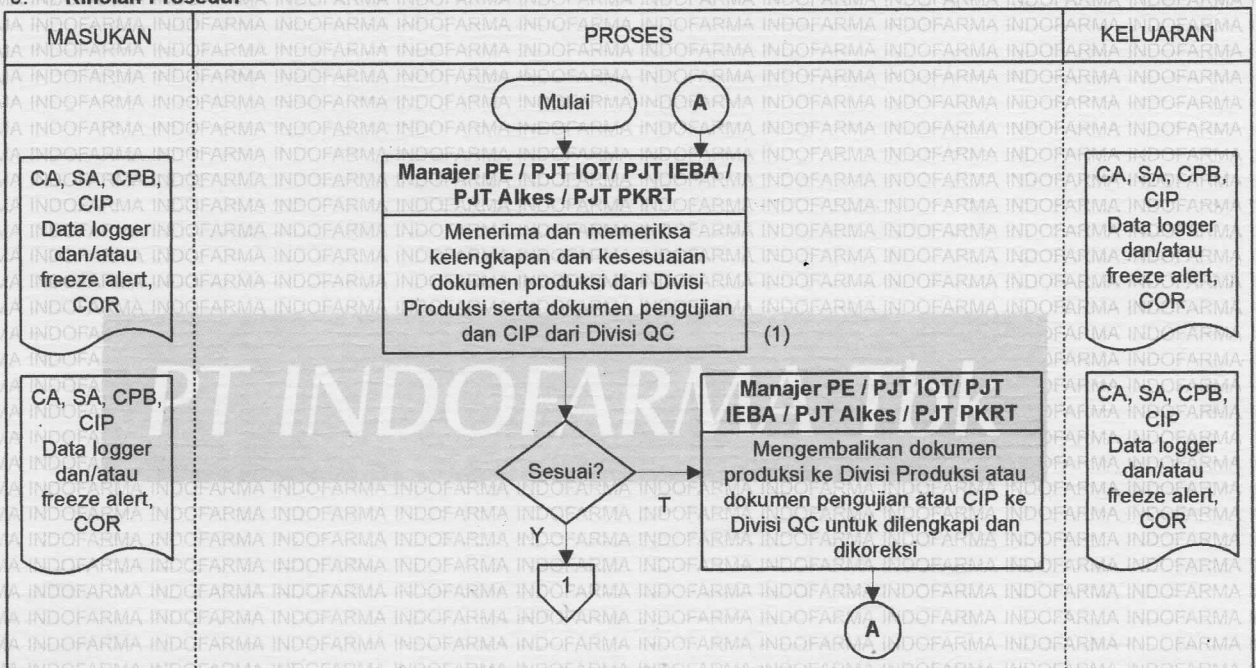 Rincian Prosedur
MASUKAN
PROSES
KELUARAN
Mulai
A
CA, SA, CPB,
CIP
Data logger
dan/atau
freeze alert,
COR
Manajer PE / PJT IOT/ PJT IEBA /
PJT Alkes / PJT PKRT
Menerima dan memeriksa
kelengkapan dan kesesuaian
dokumen produksi dari Divisi
Produksi serta dokumen pengujian
dan CIP dari Divisi QC
(1)
CA, SA, CPB,
CIP
Data logger
dan/atau
freeze alert,
COR
PT INDOFARMA Tbk
CA, SA, CPB,
CIP
Data logger
dan/atau
freeze alert,
COR
Sesuai?
T
Y
1
Manajer PE / PJT IOT/ PJT
IEBA / PJT Alkes / PJT PKRT
Mengembalikan dokumen
produksi ke Divisi Produksi atau
dokumen pengujian atau CIP ke
Divisi QC untuk dilengkapi dan
dikoreksi
A
CA, SA, CPB,
CIP
Data logger
dan/atau
freeze alert,
COR